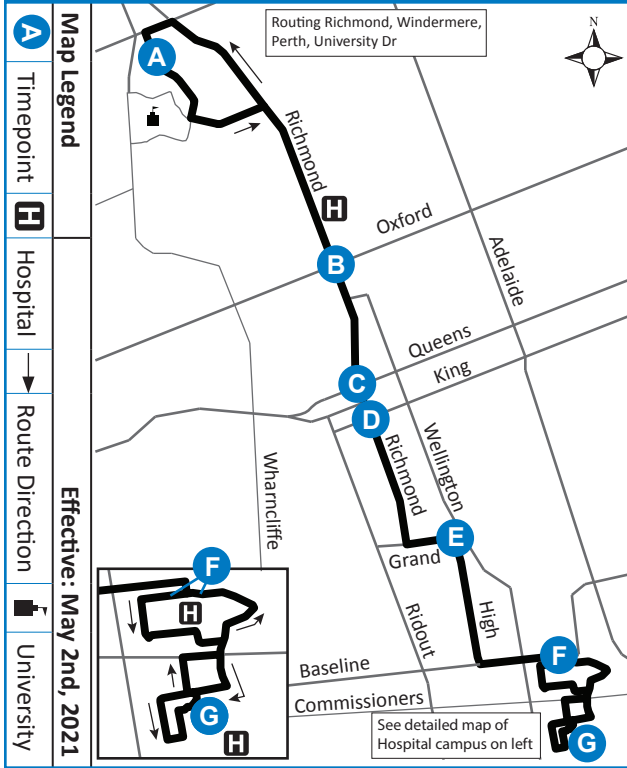 Routing Richmond, Windermere,
Perth, University Dr
N
A
Richmond
H
Oxford
B
Adelaide
Queens
King
C
D
Richmond
Wellington
Wharncliffe
E
Grand
High
Ridout
F
G
Baseline
Commissioners
See detailed map of
Hospital campus on left
F
H
G
H
Map Legend
Effective: May 2nd, 2021
A Timepoint H Hospital Route Direction University